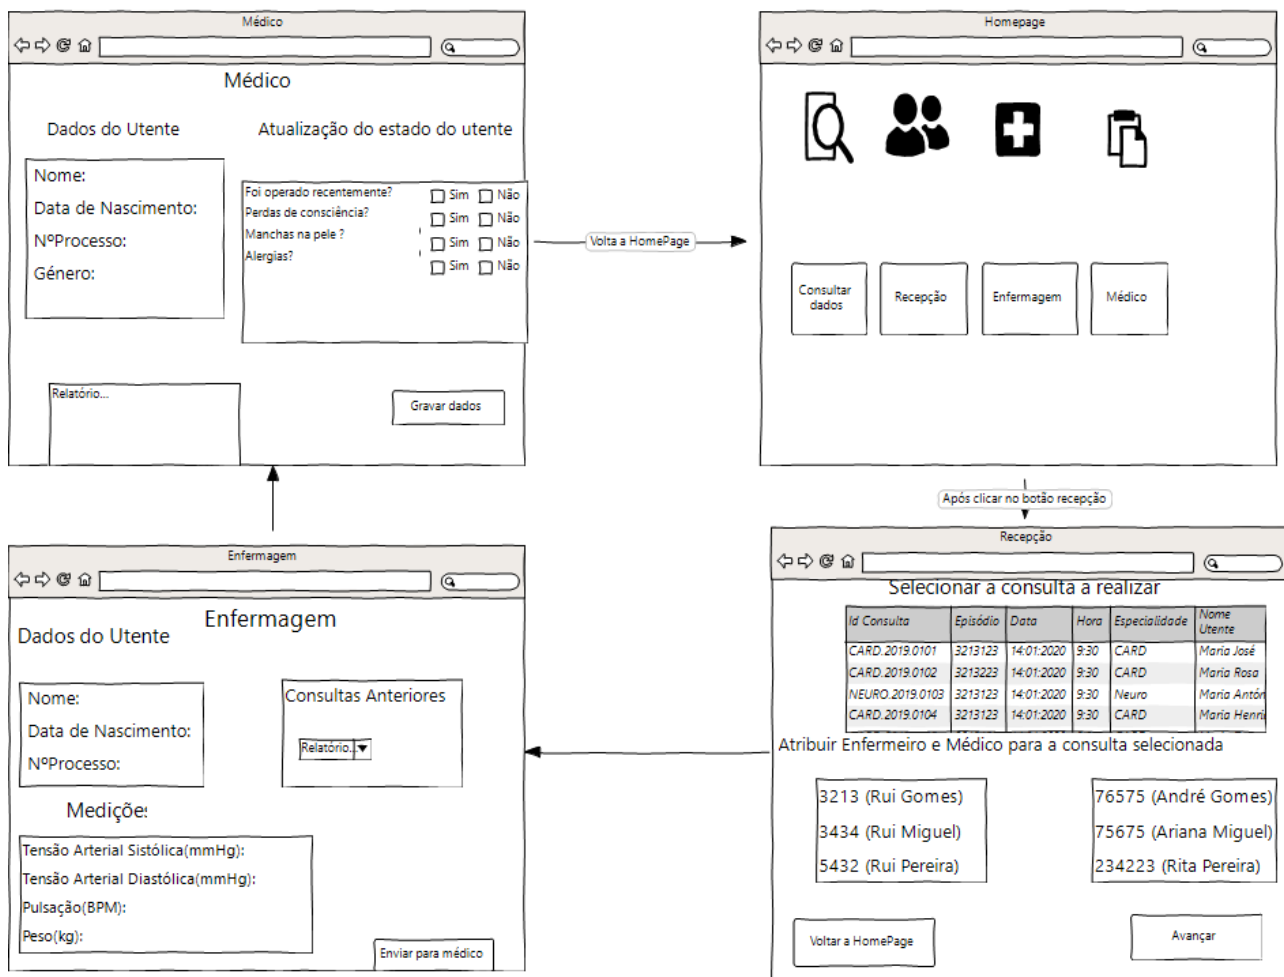 Médico
Médico
Dados do Utente
Atualização do estado do utente
Nome:
Data de Nascimento:
NºProcesso:
Género:
Foi operado recentemente?
Sim
Não
Perdas de consciência?
Sim
Não
Manchas na pele ?
Sim
Não
Alergias?
Sim
Não
Relatório...
Gravar dados
Volta a HomePage
Homepage
Consultar
dados
Recepção
Enfermagem
Médico
Após clicar no botão recepção
Recepção
Selecionar a consulta a realizar
Id Consulta Episódio Data Hora Especialidade Nome Utente
CARD.2019.0101 3213123 14:01:2020 9:30 CARD Maria José
CARD.2019.0102 3213223 14:01:2020 9:30 CARD Maria Rosa
NEURO.2019.0103 3213123 14:01:2020 9:30 Neuro Maria Antón
CARD.2019.0104 3213123 14:01:2020 9:30 CARD Maria Henri
Atribuir Enfermeiro e Médico para a consulta selecionada
3213 (Rui Gomes)
3434 (Rui Miguel)
5432 (Rui Pereira)
76575 (André Gomes)
75675 (Ariana Miguel)
234223 (Rita Pereira)
Voltar a HomePage
Avançar
Enfermagem
Enfermagem
Dados do Utente
Nome:
Data de Nascimento:
NºProcesso:
Consultas Anteriores
Relatório..
Mediçõe:
Tensão Arterial Sistólica(mmHg):
Tensão Arterial Diastólica(mmHg):
Pulsação(BPM):
Peso(kg):
Enviar para médico